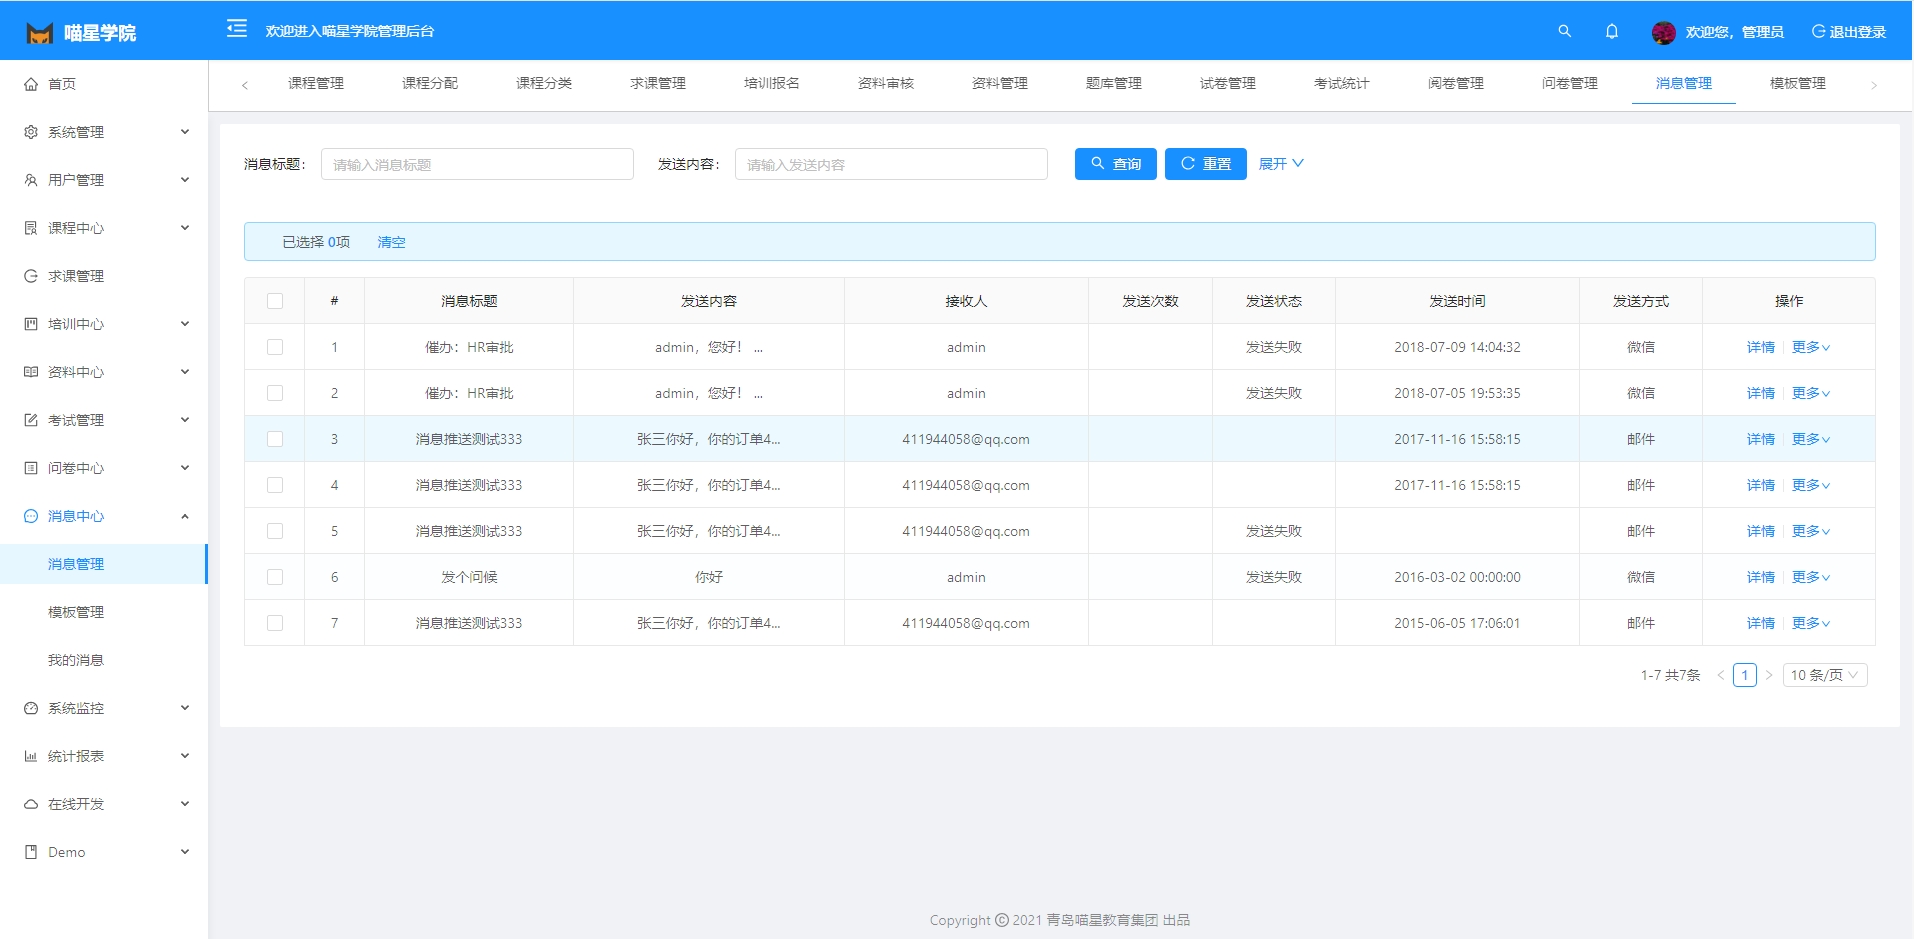 喵星学院
欢迎进入喵星学院管理后台
欢迎您，管理员
退出登录
首页
系统管理
用户管理
课程中心
求课管理
培训中心
资料中心
考试管理
问卷中心
消息中心
消息管理
模板管理
我的消息
系统监控
统计报表
在线开发
Demo
课程管理 课程分配 课程分类 求课管理 培训报名 资料审核 资料管理 题库管理 试卷管理 考试统计 阅卷管理 问卷管理 消息管理 模板管理
消息标题： 请输入消息标题 发送内容： 请输入发送内容 查询 重置 展开
已选择 0项 清空
# 消息标题 发送内容 接收人 发送次数 发送状态 发送时间 发送方式 操作
1 催办：HR审批 admin，您好！ ... admin 发送失败 2018-07-09 14:04:32 微信 详情 更多
2 催办：HR审批 admin，您好！ ... admin 发送失败 2018-07-05 19:53:35 微信 详情 更多
3 消息推送测试333 张三你好，你的订单4... 411944058@qq.com 2017-11-16 15:58:15 邮件 详情 更多
4 消息推送测试333 张三你好，你的订单4... 411944058@qq.com 2017-11-16 15:58:15 邮件 详情 更多
5 消息推送测试333 张三你好，你的订单4... 411944058@qq.com 发送失败 邮件 详情 更多
6 发个问候 你好 admin 发送失败 2016-03-02 00:00:00 微信 详情 更多
7 消息推送测试333 张三你好，你的订单4... 411944058@qq.com 2015-06-05 17:06:01 邮件 详情 更多
1-7 共7条 < 1 > 10 条/页
Copyright © 2021 青岛喵星教育集团 出品